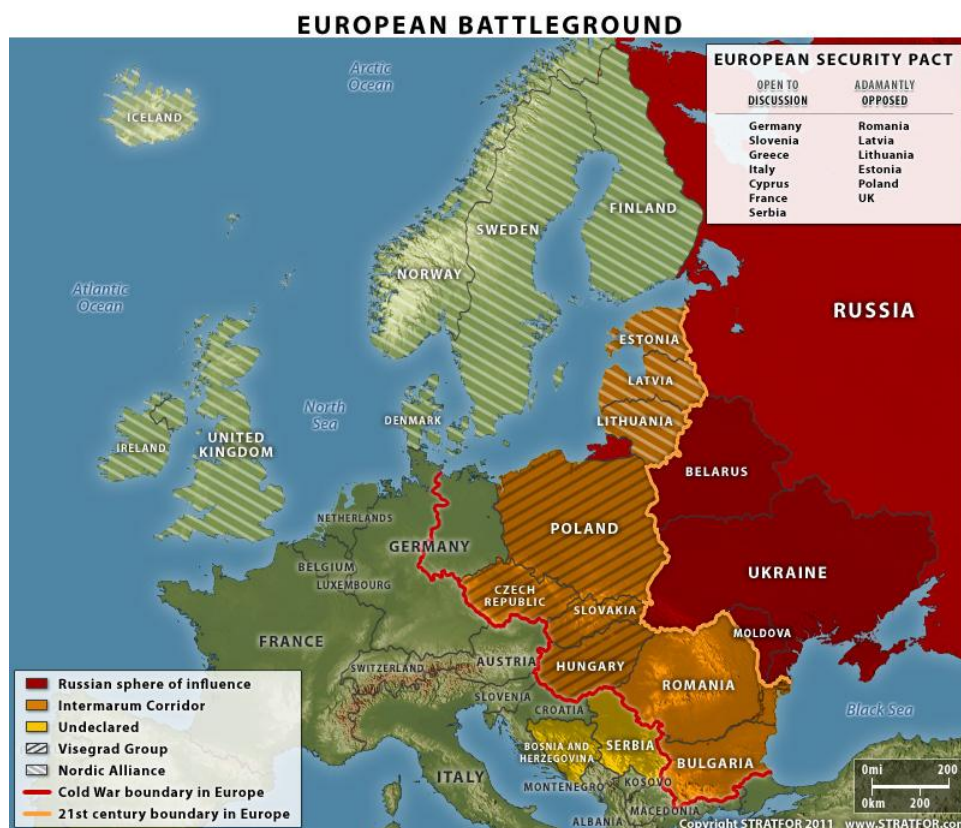 EUROPEAN BATTLEGROUND
EUROPEAN SECURITY PACT
OPEN TO
DISCUSSION
Germany
Slovenia
Greece
Italy
Cyprus
France
Serbia
ADAMANTLY
OPPOSED
Romania
Latvia
Lithuania
Estonia
Poland
UK
Arctic
Ocean
ICELAND
FINLAND
SWEDEN
NORWAY
Atlantic
Ocean
RUSSIA
ESTONIA
LATVIA
LITHUANIA
North
Sea
DENMARK
IRELAND
UNITED
KINGDOM
BELARUS
NETHERLANDS
POLAND
GERMANY
BELGIUM
LUXEMBOURG
UKRAINE
CZECH
REPUBLIC
SLOVAKIA
MOLDOVA
FRANCE
SWITZERLAND
AUSTRIA
HUNGARY
ROMANIA
SLOVENIA
CROATIA
Black Sea
BOSNIA AND
HERZEGOVINA
SERBIA
BULGARIA
ITALY
MONTENEGRO
KOSOVO
MACEDONIA
ALBANIA
Russian sphere of influence
Intermarum Corridor
Undeclared
Visegrad Group
Nordic Alliance
Cold War boundary in Europe
21st century boundary in Europe
0mi 200
0km 200
Copyright STRATFOR 2011 www.STRATFOR.com